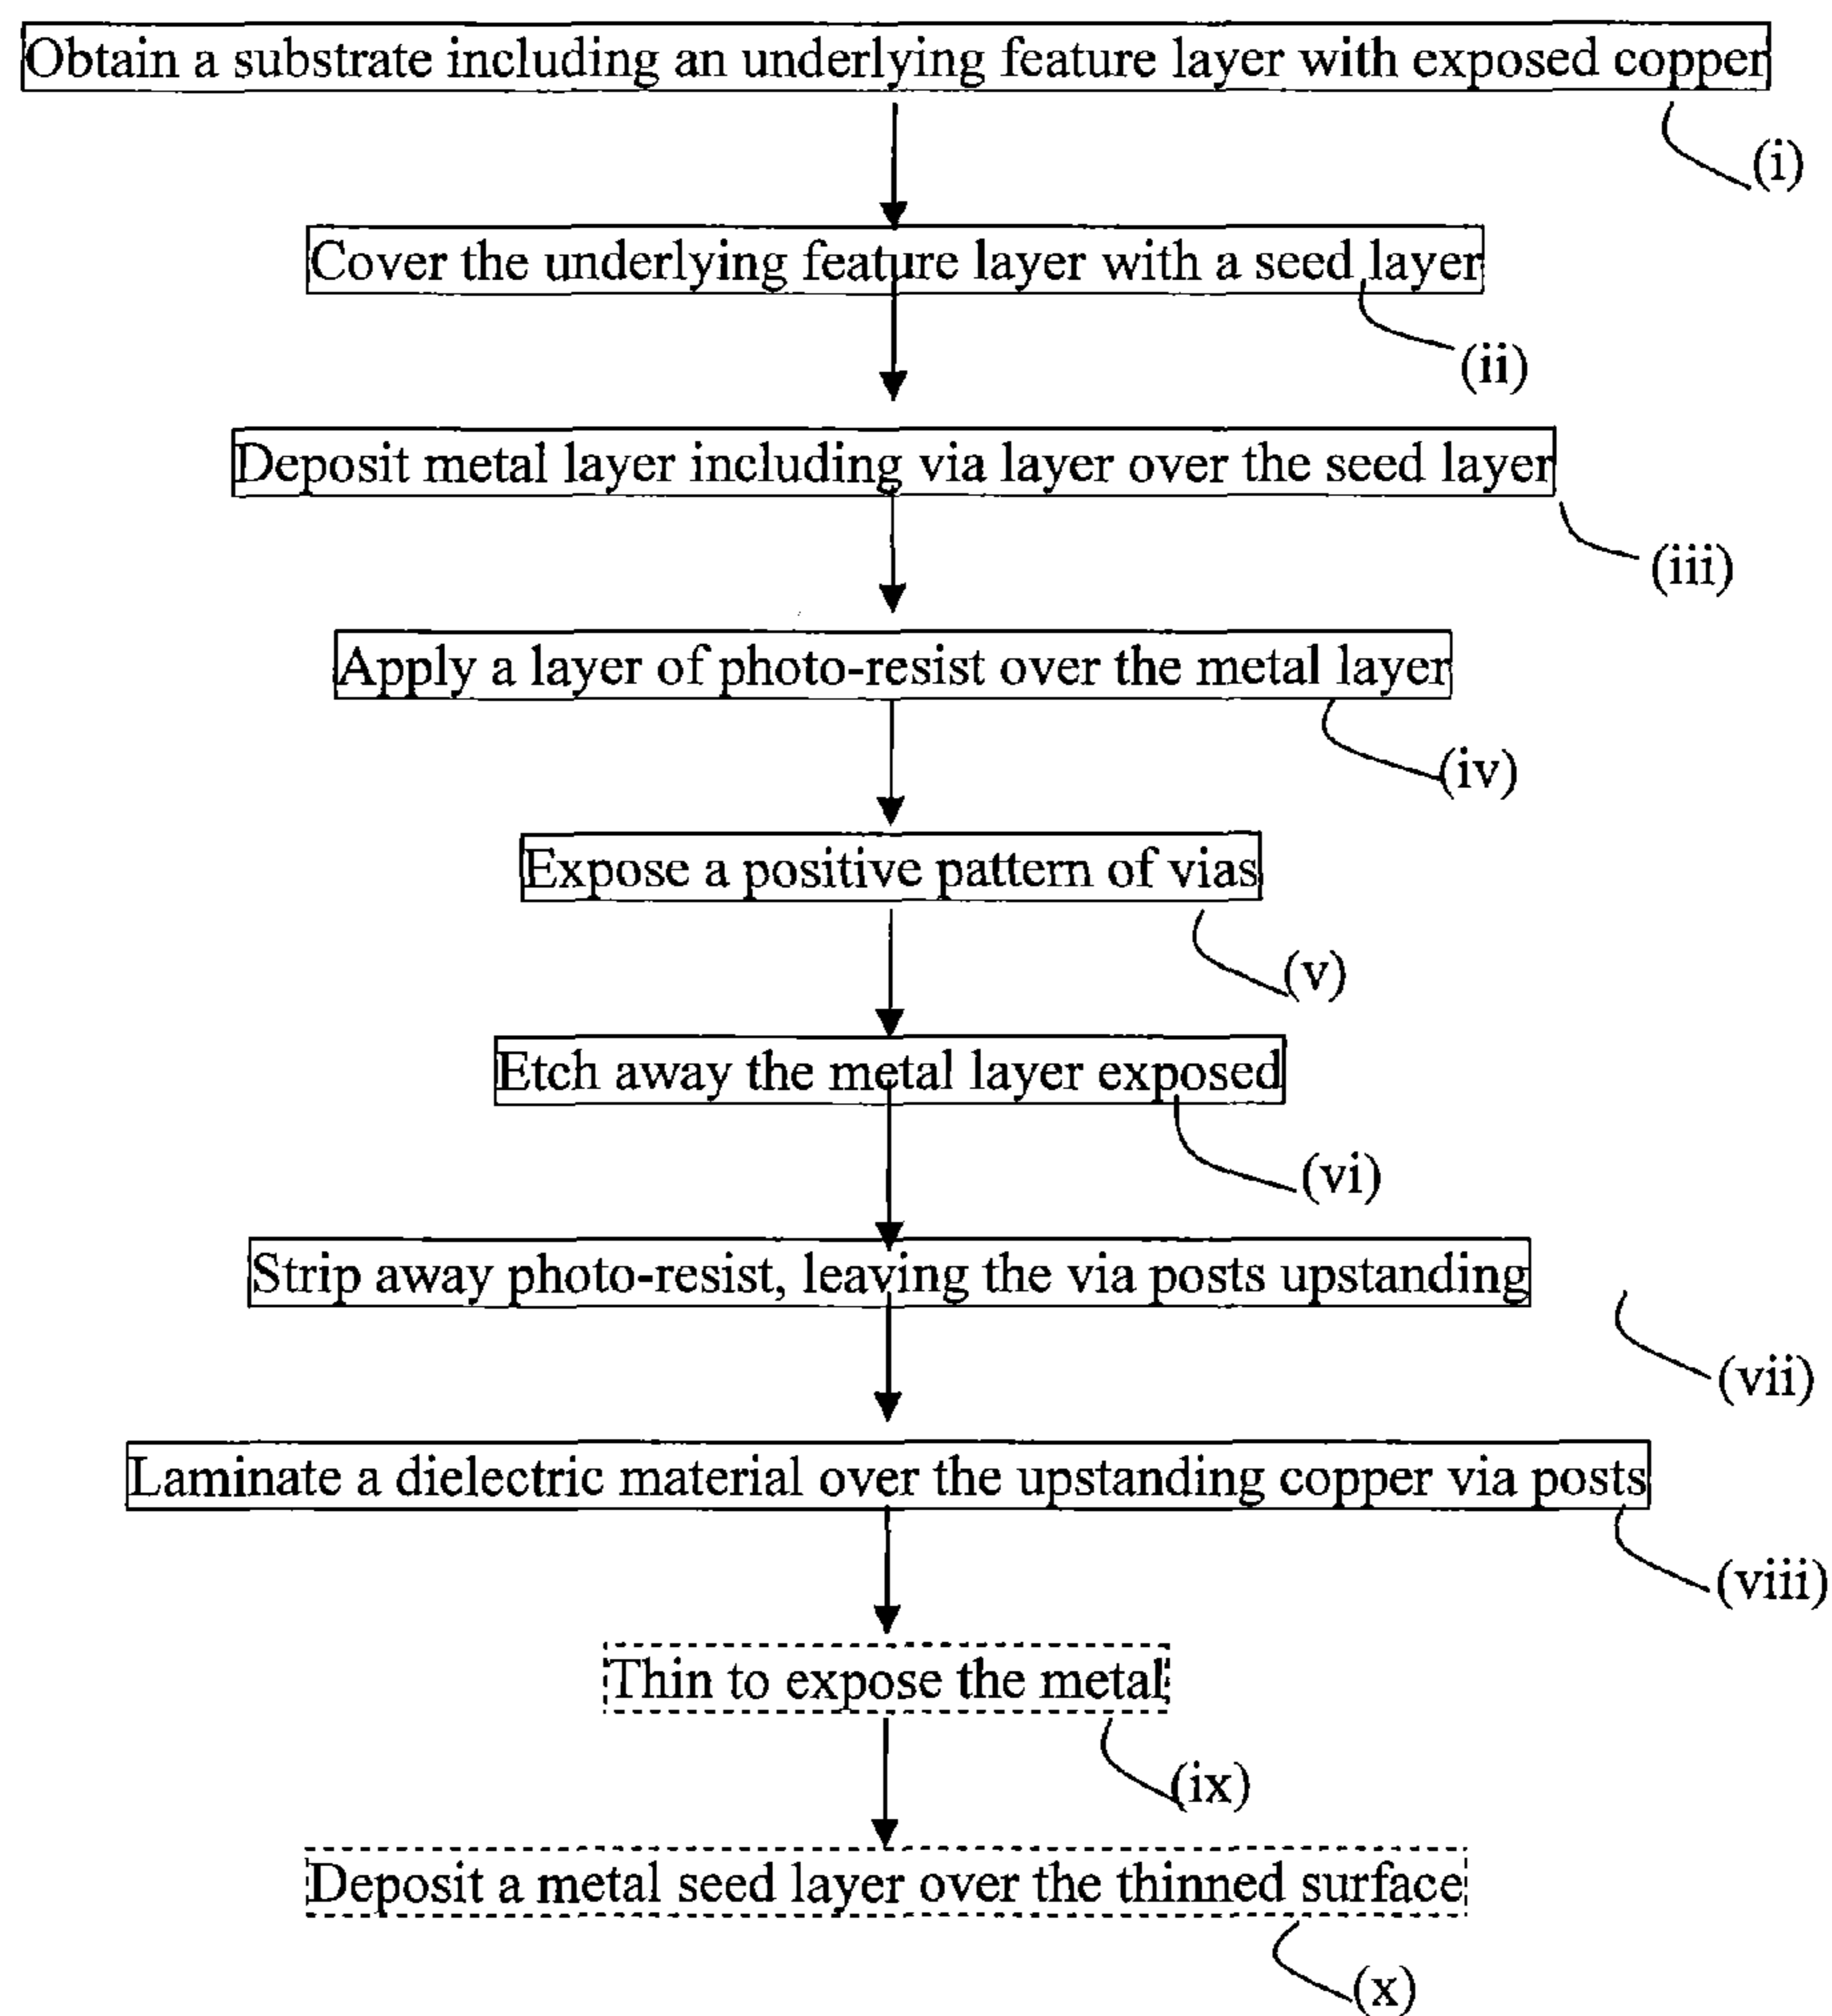 Obtain a substrate including an underlying feature layer with exposed copper
(i)
Cover the underlying feature layer with a seed layer
(ii)
Deposit metal layer including via layer over the seed layer
(iii)
Apply a layer of photo-resist over the metal layer
(iv)
Expose a positive pattern of vias
(v)
Etch away the metal layer exposed
(vi)
Strip away photo-resist, leaving the via posts upstanding
(vii)
Laminate a dielectric material over the upstanding copper via posts
(viii)
Thin to expose the metal
(ix)
Deposit a metal seed layer over the thinned surface
(x)